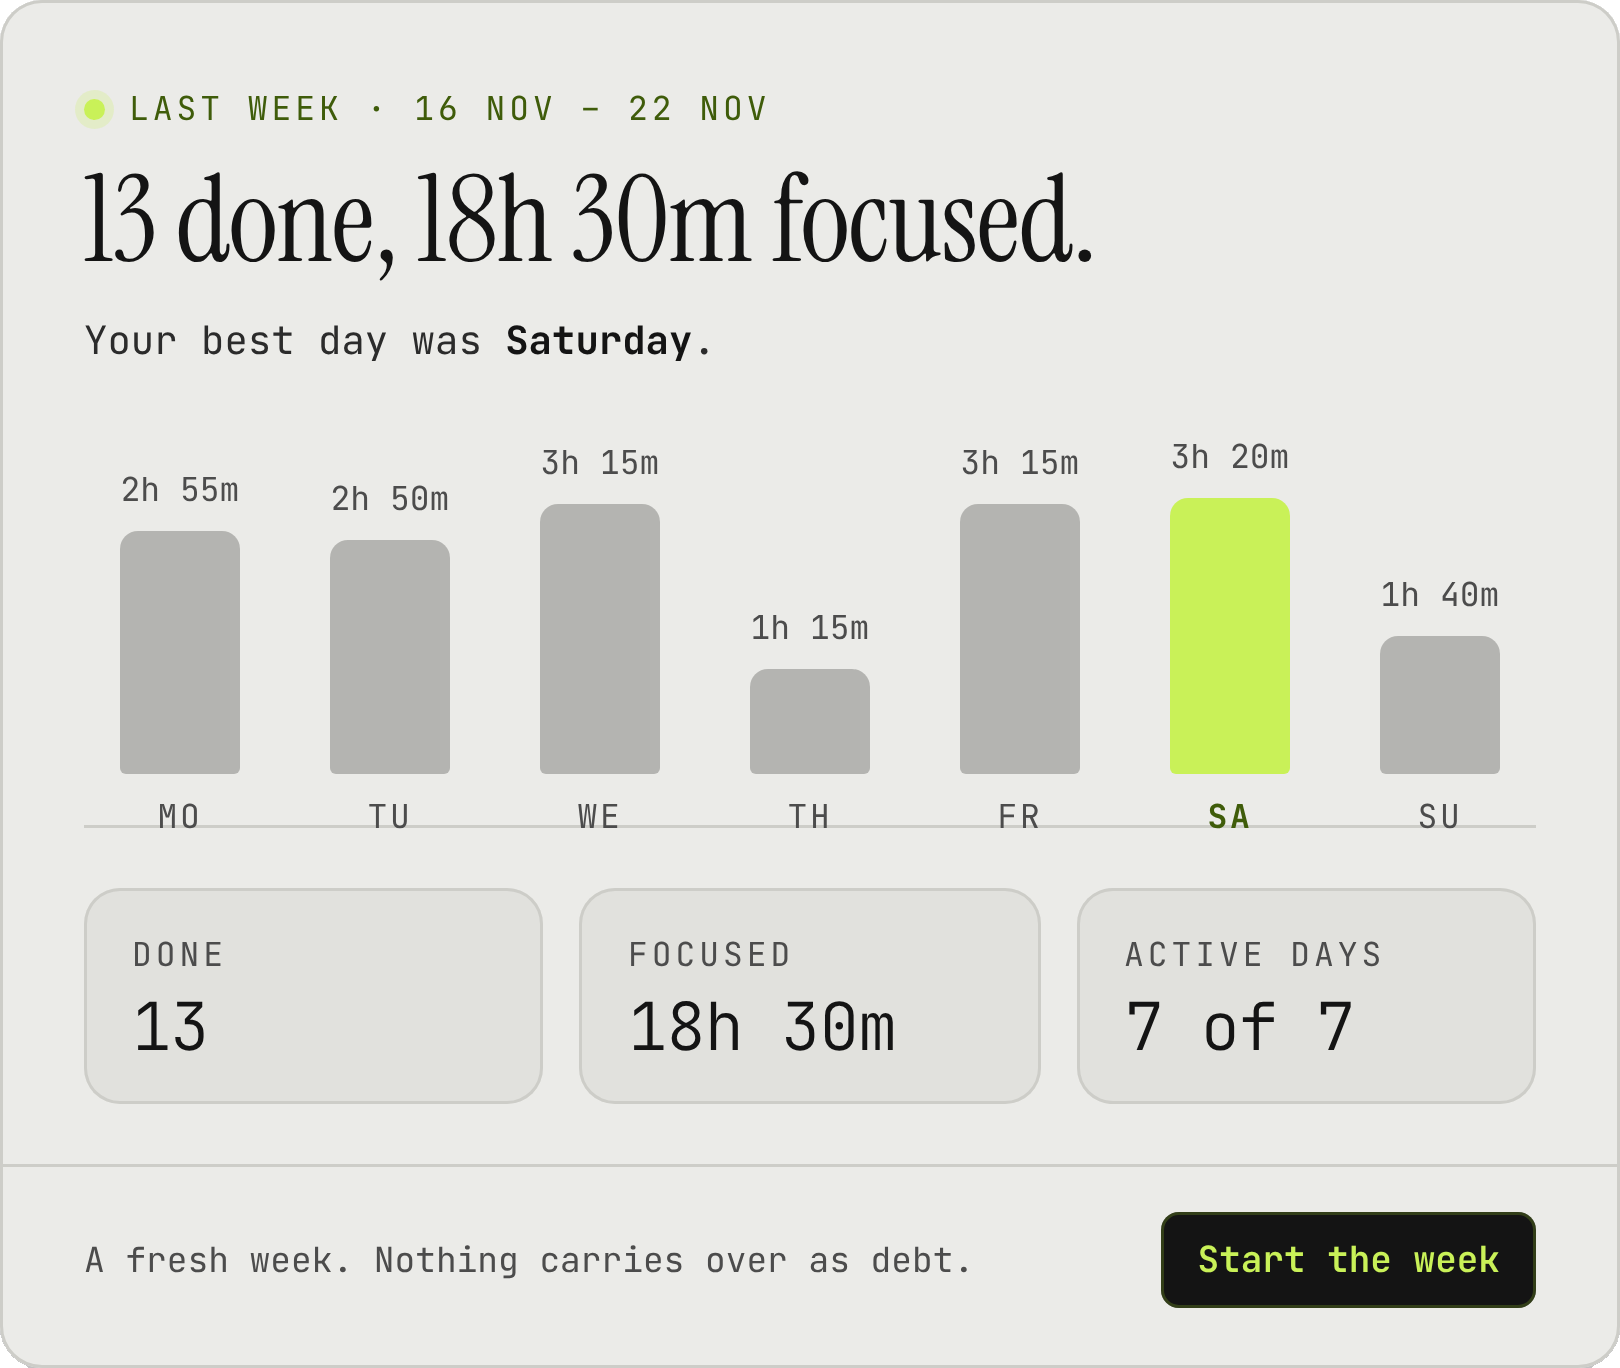 LAST WEEK · 16 NOV – 22 NOV
13 done, 18h 30m focused.
Your best day was Saturday.
2h 55m
2h 50m
3h 15m
1h 15m
3h 15m
3h 20m
1h 40m
MO TU WE TH FR SA SU
DONE
13
FOCUSED
18h 30m
ACTIVE DAYS
7 of 7
A fresh week. Nothing carries over as debt.
Start the week